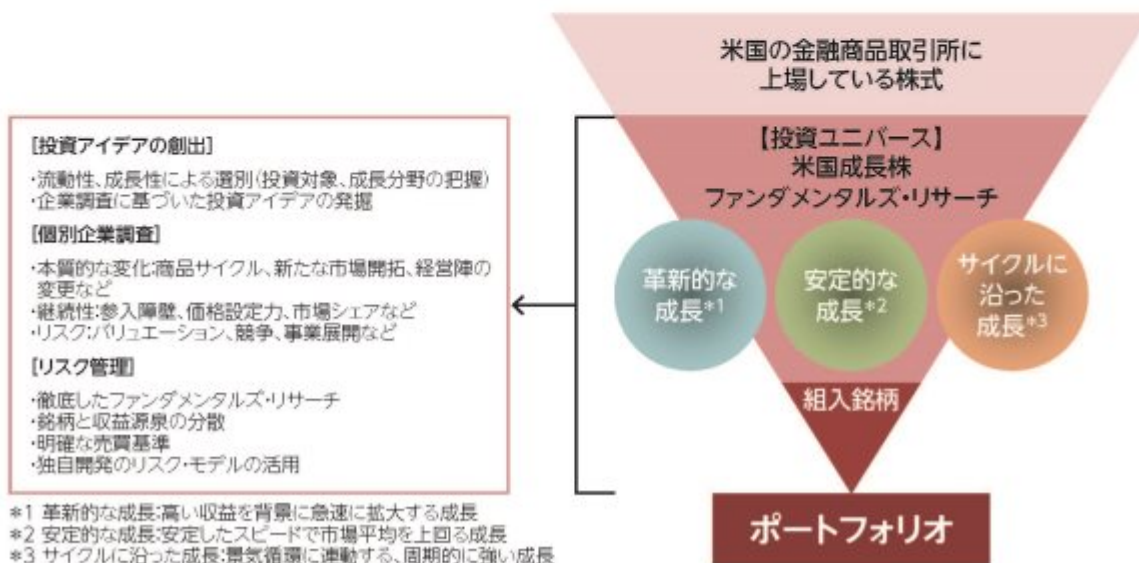 米国の金融商品取引所に
上場している株式
【投資ユニバース】
米国成長株
ファンダメンタルズ・リサーチ
革新的な
成長*1
安定的な
成長*2
サイクルに
沿った
成長*3
組入銘柄
ポートフォリオ
[投資アイデアの創出]
・流動性、成長性による選別(投資対象、成長分野の把握)
・企業調査に基づいた投資アイデアの発掘
[個別企業調査]
・本質的な変化:商品サイクル、新たな市場開拓、経営陣の
変更など
・継続性:参入障壁、価格設定力、市場シェアなど
・リスク:バリュエーション、競争、事業展開など
[リスク管理]
・徹底したファンダメンタルズ・リサーチ
・銘柄と収益源泉の分散
・明確な売買基準
・独自開発のリスク・モデルの活用
*1 革新的な成長:高い収益を背景に急速に拡大する成長
*2 安定的な成長:安定したスピードで市場平均を上回る成長
*3 サイクルに沿った成長:景気循環に連動する、周期的に強い成長